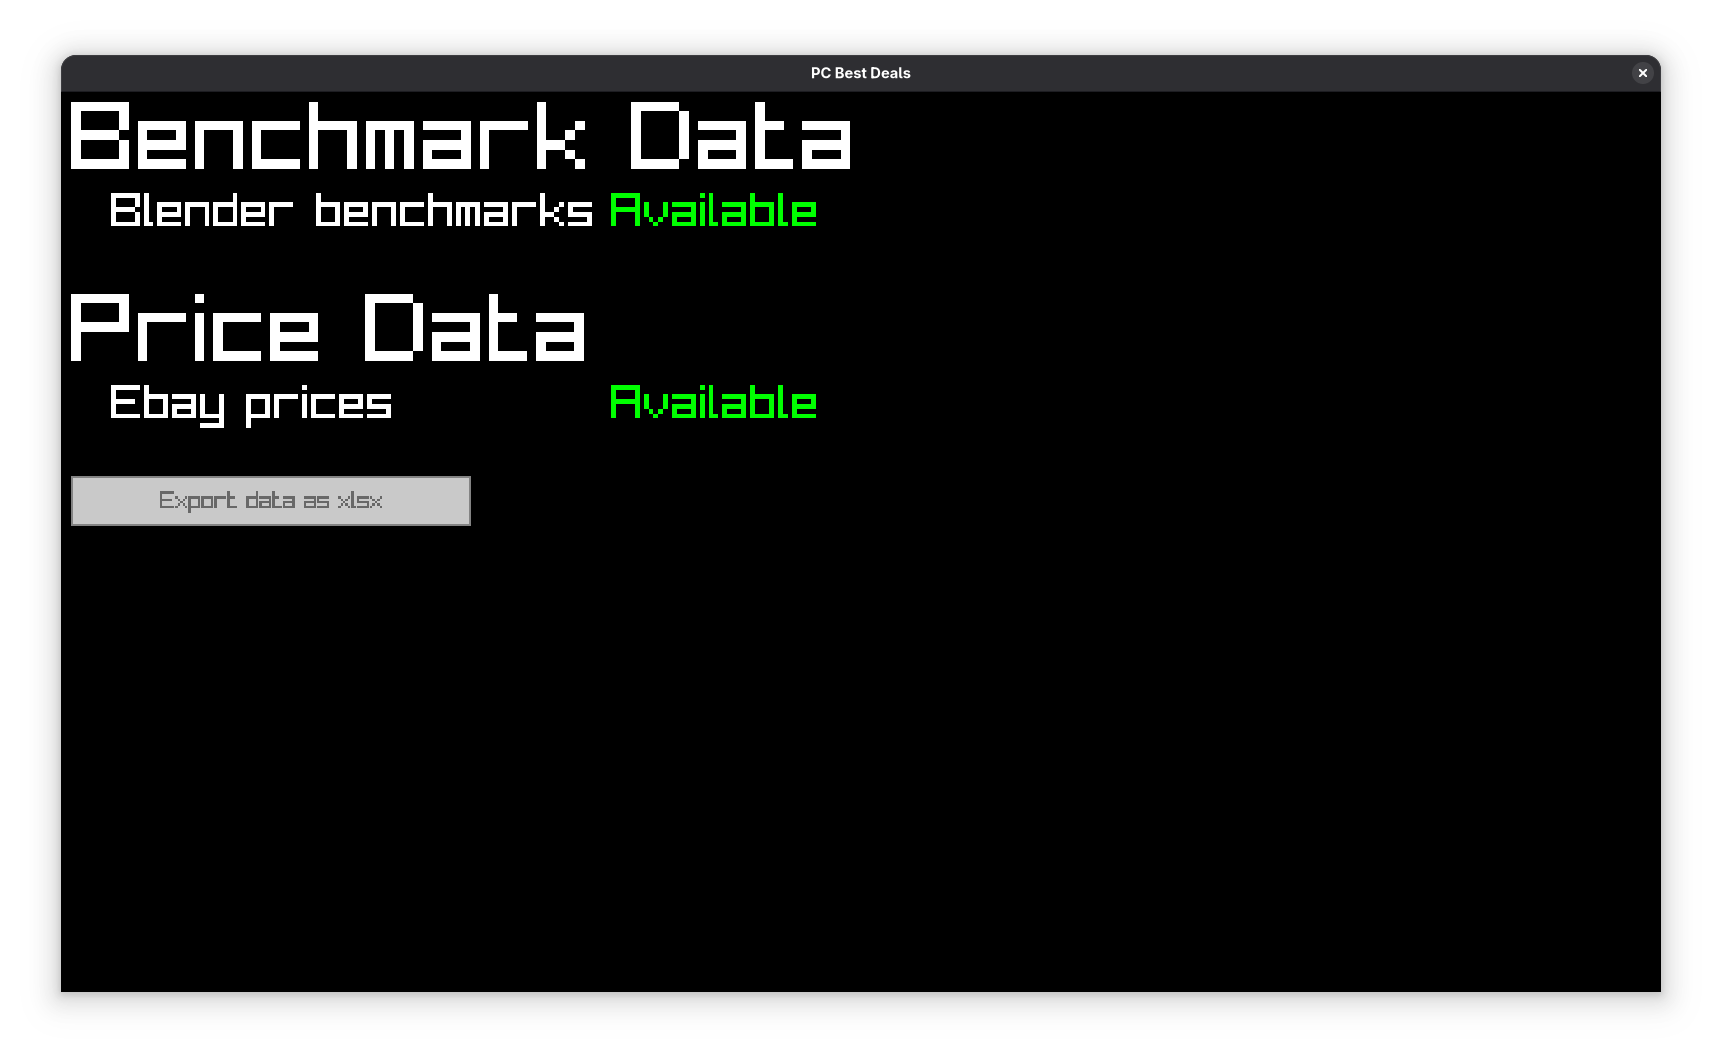 PC Best Deals
Benchmark Data
Blender benchmarks Available
Price Data
Ebay prices Available
Export data as xlsx